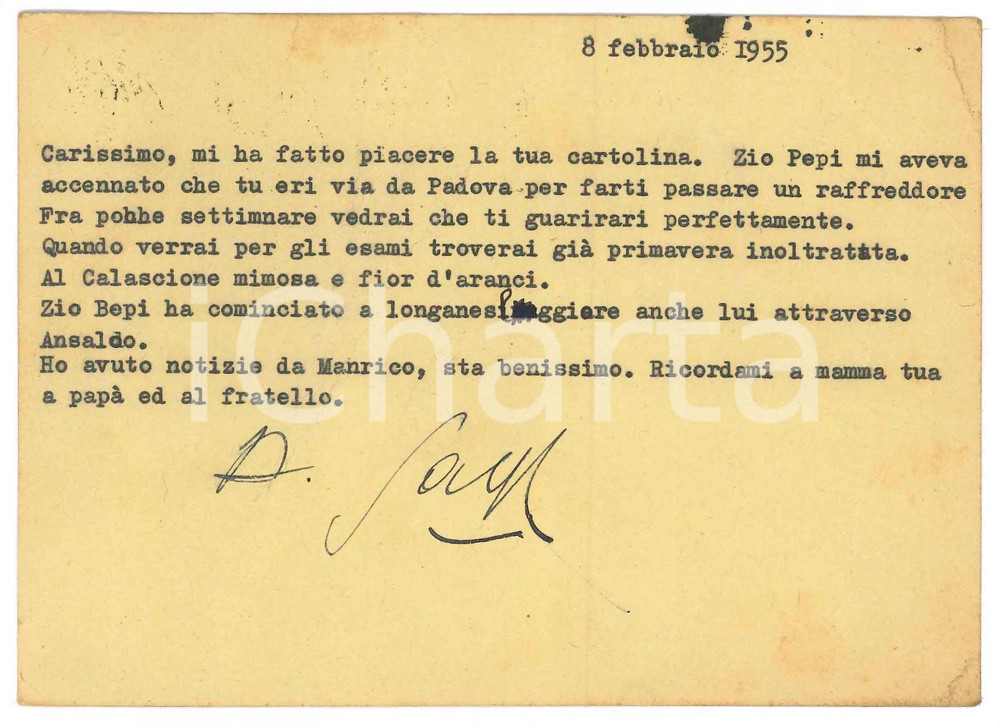 8 febbraio 1955
Carissimo, mi ha fatto piacere la tua cartolina. Zio Pepi mi aveva
accennato che tu eri via da Padova per farti passare un raffreddore
Fra pohhe settimnare vedrai che ti guarirari perfettamente.
Quando verrai per gli esami troverai già primavera inoltratata.
Al Calascione mimosa e fior d'aranci.
Zio Bepi ha cominciato a longanesiaggiare anche lui attraverso
Ansaldo.
Ho avuto notizie da Manrico, sta benissimo. Ricordami a mamma tua
a papà ed al fratello.
iCharta